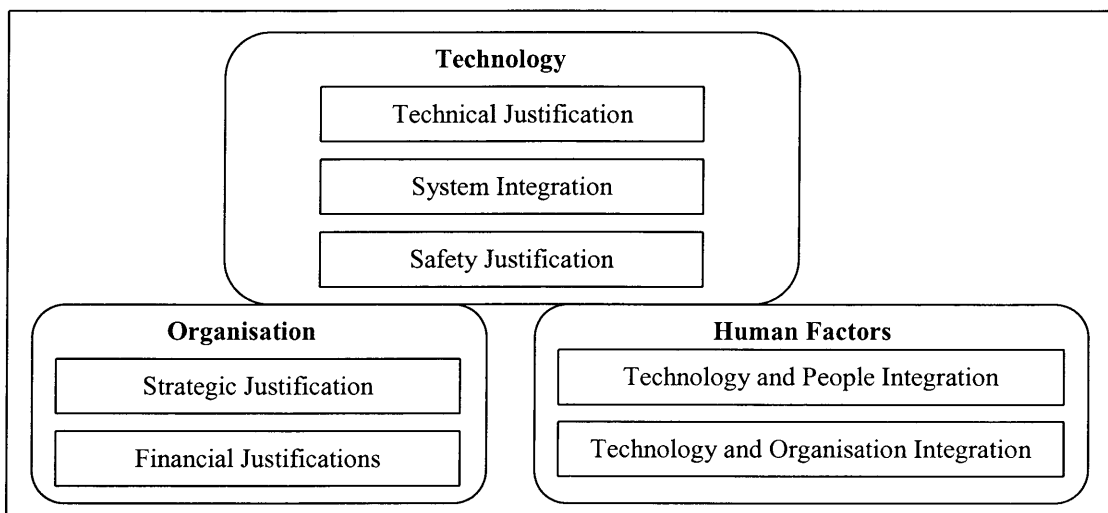 Technology
Technical Justification
System Integration
Safety Justification
Organisation
Strategic Justification
Financial Justifications
Human Factors
Technology and People Integration
Technology and Organisation Integration